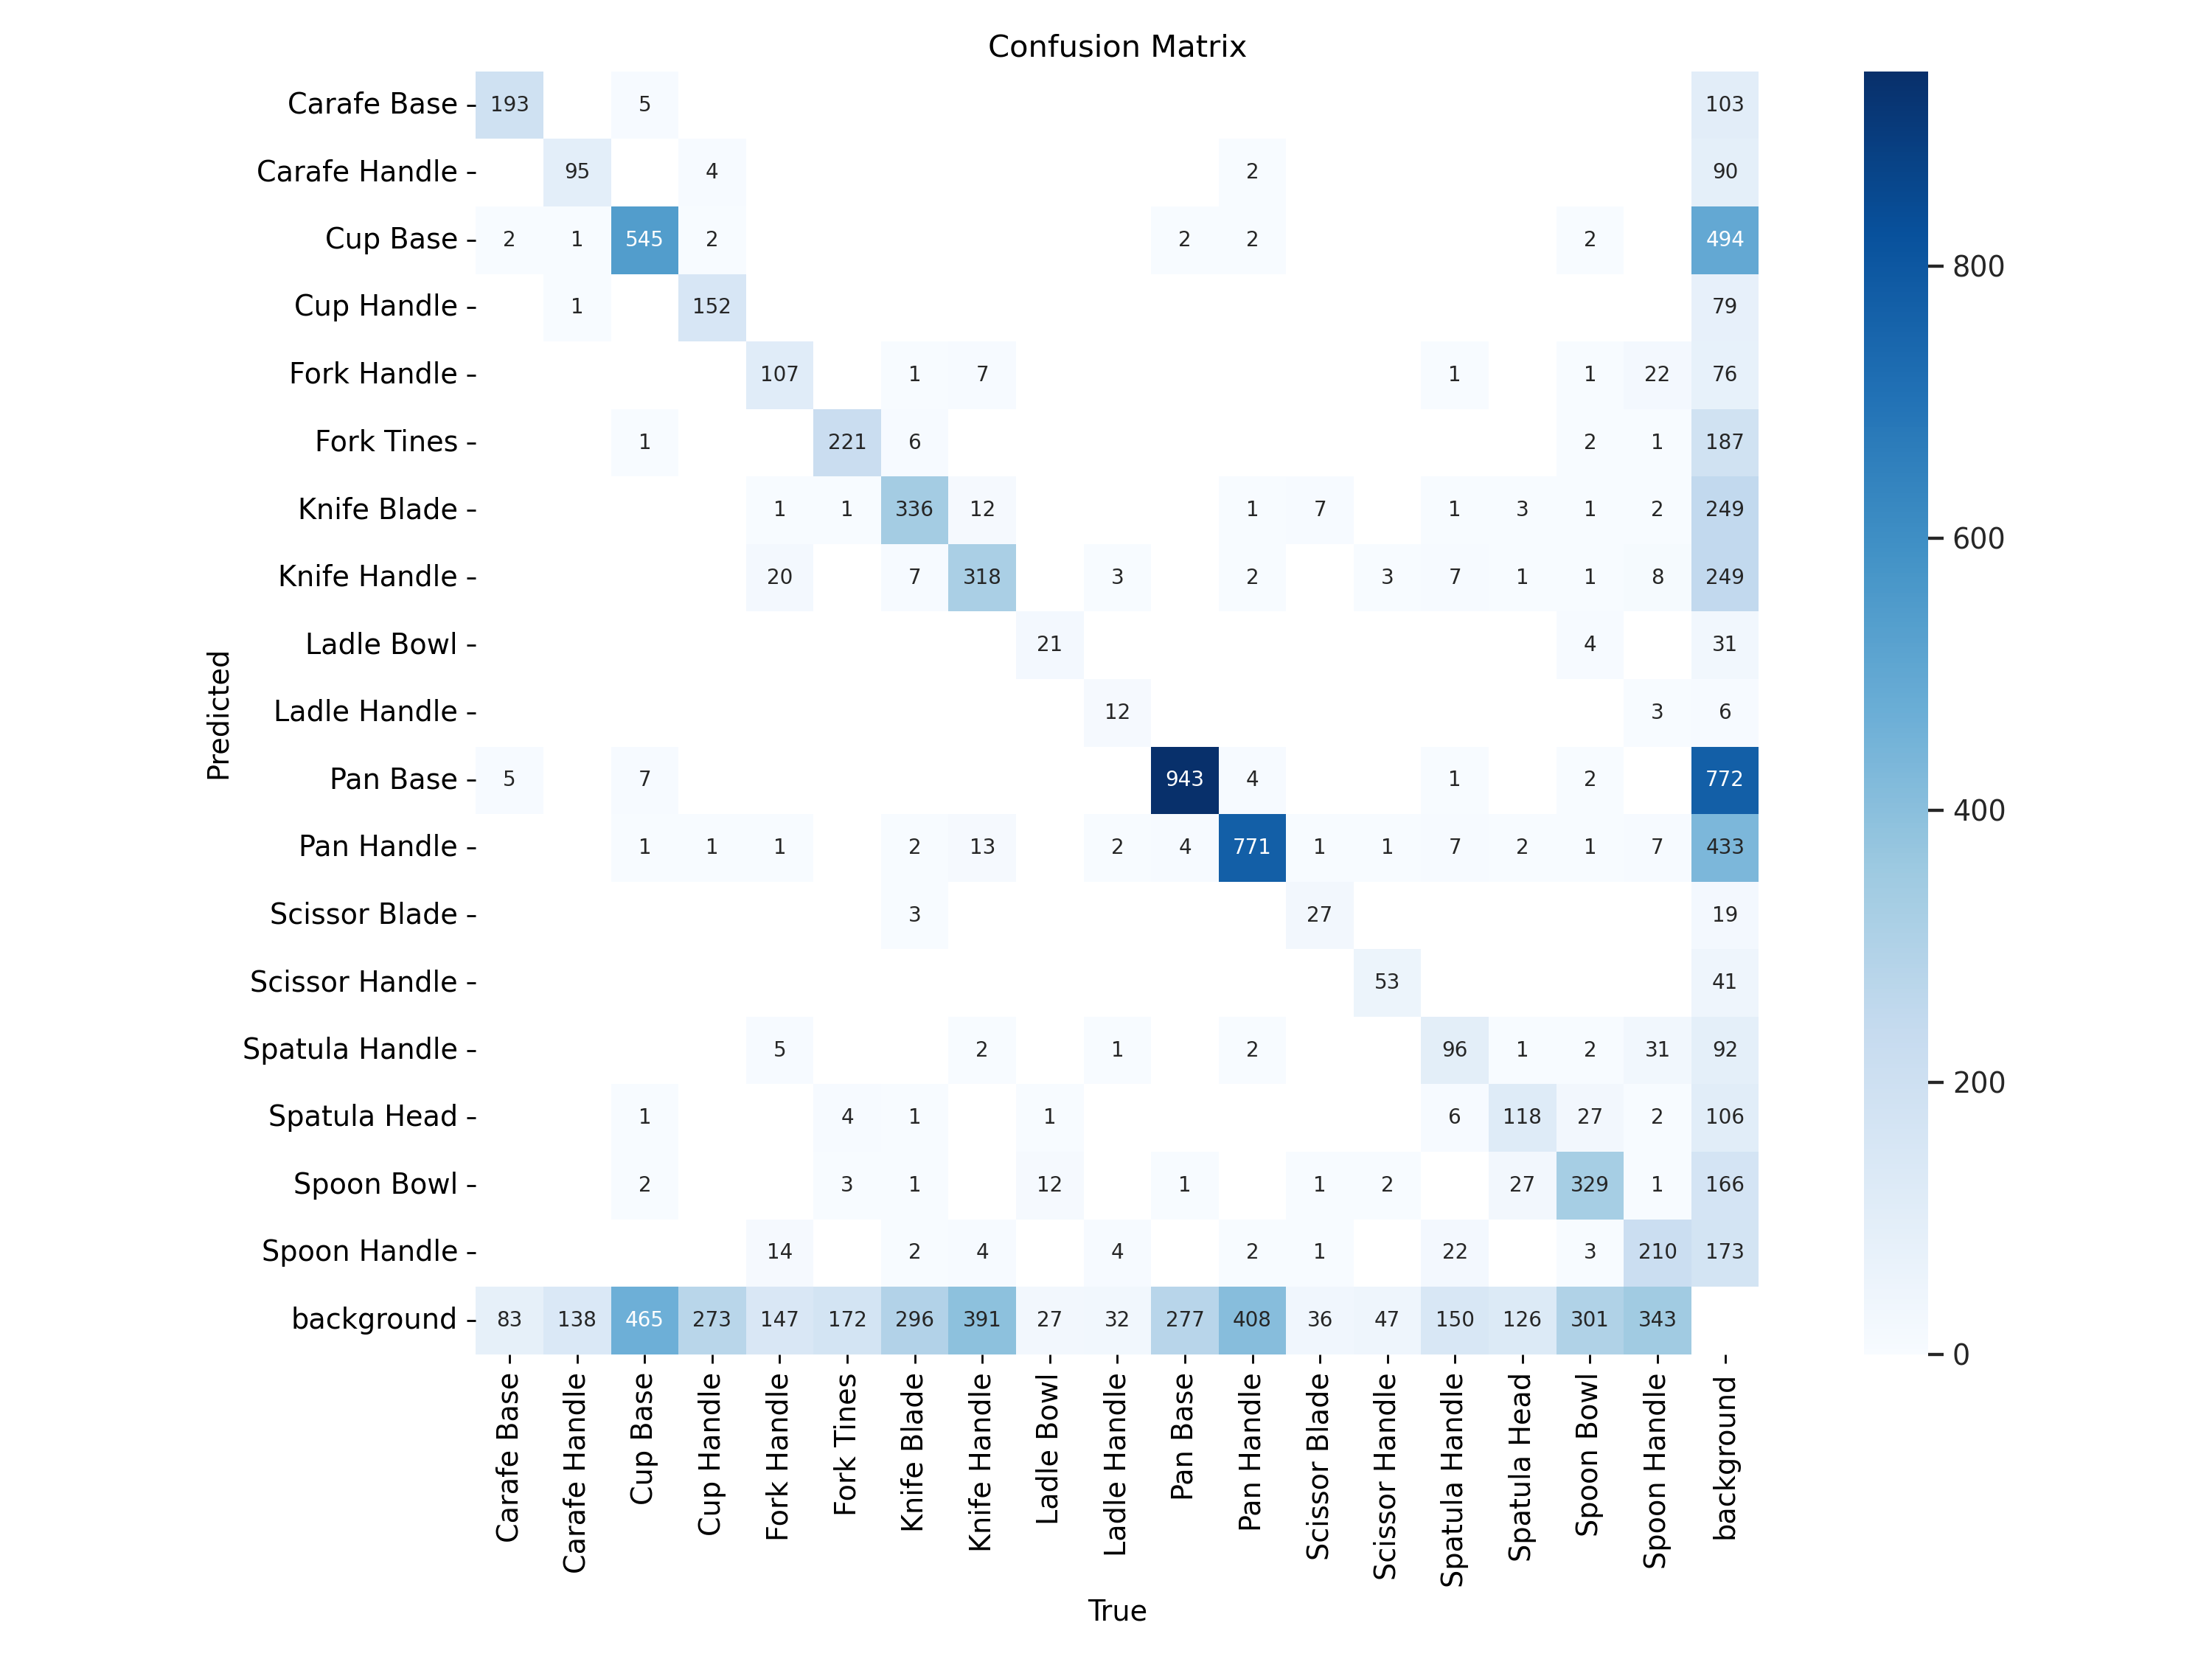 Confusion Matrix
Carafe Base 193 5 103
Carafe Handle 95 4 2 90
Cup Base 2 1 545 2 2 2 2 494
Cup Handle 1 152 79
Fork Handle 107 1 7 1 1 22 76
Fork Tines 1 221 6 2 1 187
Knife Blade 1 1 336 12 1 7 1 3 1 2 249
Knife Handle 20 7 318 3 2 3 7 1 1 8 249
Ladle Bowl 21 4 31
Ladle Handle 12 3 6
Pan Base 5 7 943 4 1 2 772
Pan Handle 1 1 1 2 13 2 4 771 1 1 7 2 1 7 433
Scissor Blade 3 27 19
Scissor Handle 53 41
Spatula Handle 5 2 1 2 96 1 2 31 92
Spatula Head 1 4 1 1 6 118 27 2 106
Spoon Bowl 2 3 1 12 1 1 2 27 329 1 166
Spoon Handle 14 2 4 4 2 1 22 3 210 173
background 83 138 465 273 147 172 296 391 27 32 277 408 36 47 150 126 301 343
Predicted
Carafe Base
Carafe Handle
Cup Base
Cup Handle
Fork Handle
Fork Tines
Knife Blade
Knife Handle
Ladle Bowl
Ladle Handle
Pan Base
Pan Handle
Scissor Blade
Scissor Handle
Spatula Handle
Spatula Head
Spoon Bowl
Spoon Handle
background
True
800
600
400
200
0